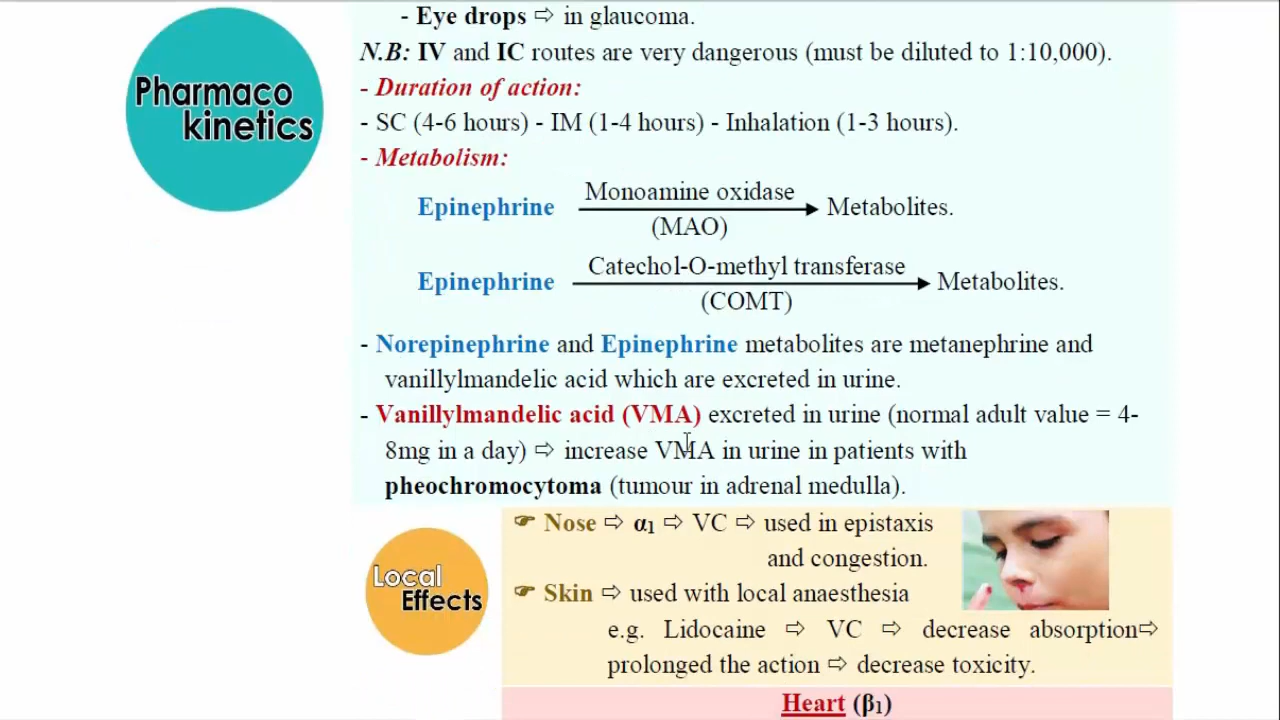 - Eye drops ⇨ in glaucoma.
N.B: IV and IC routes are very dangerous (must be diluted to 1:10,000).
Pharmaco
kinetics
- Duration of action:
- SC (4-6 hours) - IM (1-4 hours) - Inhalation (1-3 hours).
- Metabolism:
Monoamine oxidase
Epinephrine Metabolites.
(MAO)
Catechol-O-methyl transferase
Epinephrine Metabolites.
(COMT)
- Norepinephrine and Epinephrine metabolites are metanephrine and
vanillylmandelic acid which are excreted in urine.
- Vanillylmandelic acid (VMA) excreted in urine (normal adult value = 4-
8mg in a day) ⇨ increase VMA in urine in patients with
pheochromocytoma (tumour in adrenal medulla).
Local
Effects
☞ Nose ⇨ α₁ ⇨ VC ⇨ used in epistaxis
and congestion.
☞ Skin ⇨ used with local anaesthesia
e.g. Lidocaine ⇨ VC ⇨ decrease absorption⇨
prolonged the action ⇨ decrease toxicity.
Heart (β₁)